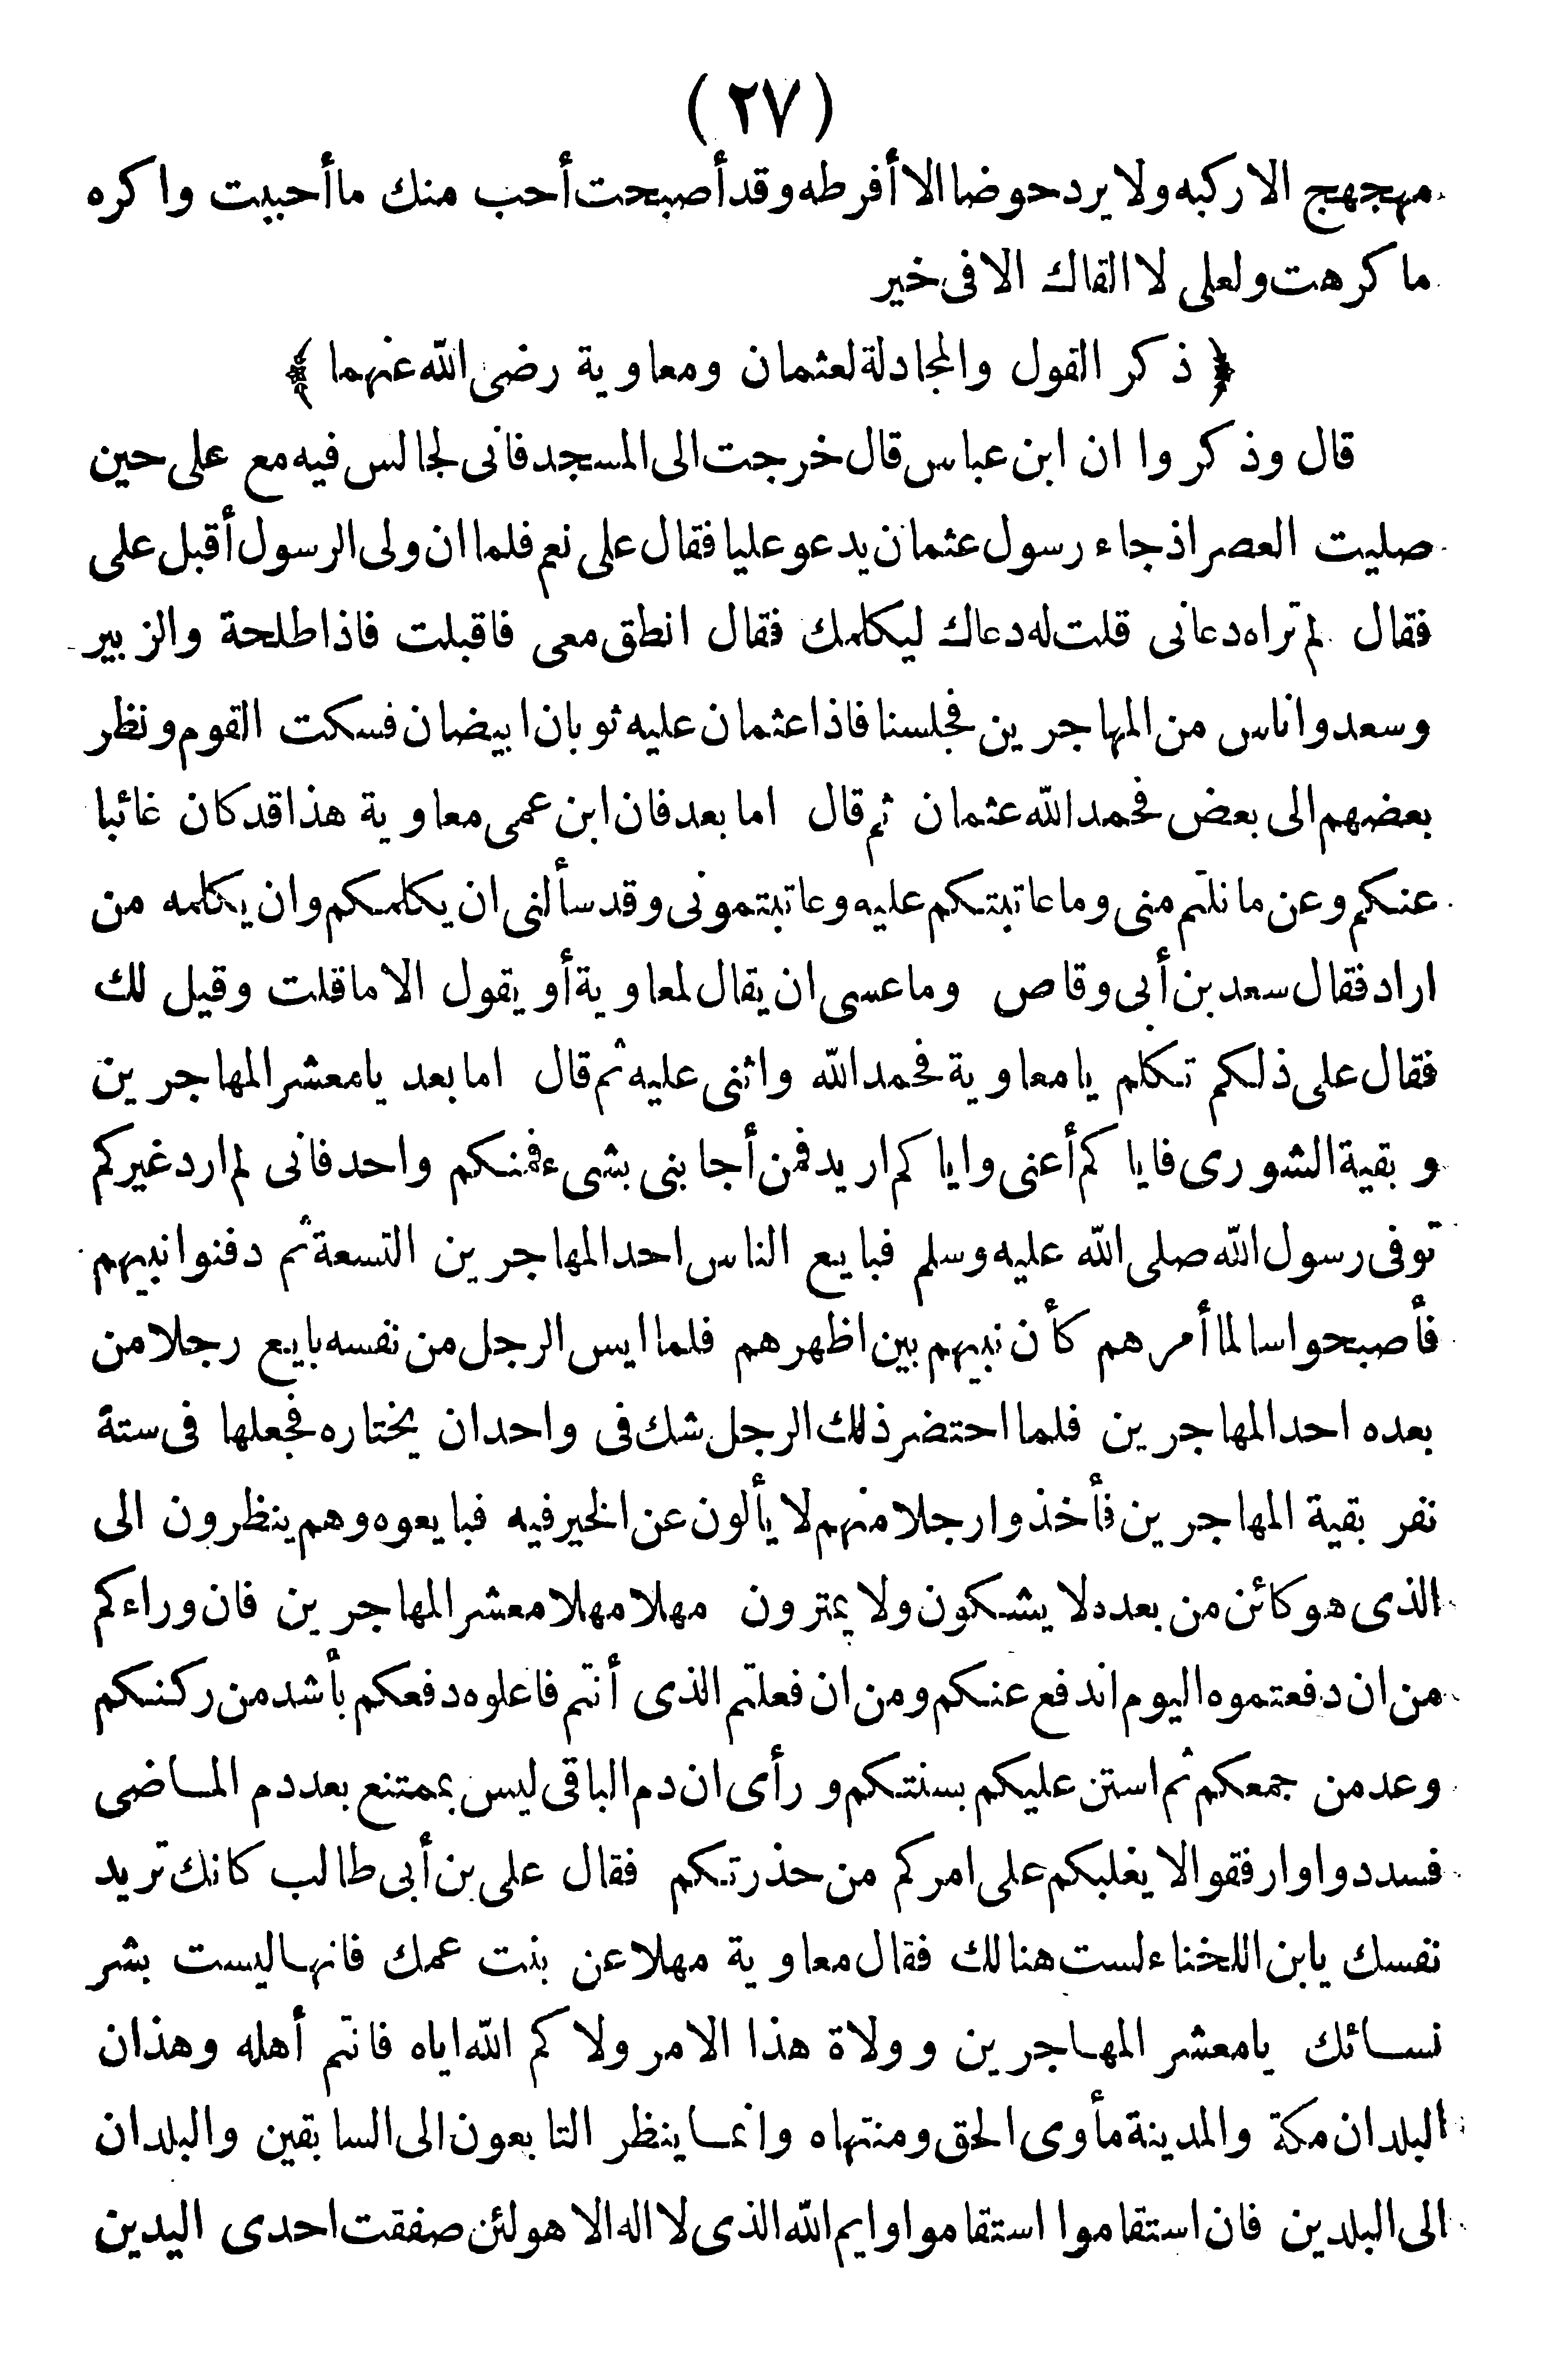 ( ٢٧ )
مهجهج الا ركبه ولا يرد حوضا الا أفرطه وقد أصبحت أحب منك ما أحببت واكره
ما كرهت ولعلى لا القاك الا فى خير
﴿ ذكر القول والمجادلة لعثمان ومعاوية رضى الله عنهما ﴾
قال وذكروا ان ابن عباس قال خرجت الى المسجد فانى لجالس فيه مع على حين
صليت العصر اذ جاء رسول عثمان يدعو عليا فقال على نعم فلما ان ولى الرسول أقبل على
فقال لم تراه دعانى قلت له دعاك ليكلمك فقال انطلق معى فاقبلت فاذا طلحة والزبير
وسعد واناس من المهاجرين فجلسنا فاذا عثمان عليه ثوبان ابيضان فسكت القوم ونظر
بعضهم الى بعض فحمد الله عثمان ثم قال اما بعد فان ابن عمى معاوية هذا قد كان غائبا
عنكم وعن ما نلتم منى وما عاتبتكم عليه وعاتبتمونى وقد سألنى ان يكلمكم وان يكلمه من
اراد فقال سعد بن أبى وقاص وما عسى ان يقال لمعاوية أو يقول الا ما قلت وقيل لك
فقال على ذلكم تكلم يا معاوية فحمد الله واثنى عليه ثم قال اما بعد يا معشر المهاجرين
وبقية الشورى فاياكم أعنى واياكم اريد فمن أجابنى بشىء فمنكم واحد فانى لم ارد غيركم
توفى رسول الله صلى الله عليه وسلم فبايع الناس احد المهاجرين التسعة ثم دفنوا نبيهم
فأصبحوا سالما أمرهم كأن نبيهم بين اظهرهم فلما ايس الرجل من نفسه بايع رجلا من
بعده احد المهاجرين فلما احتضر ذلك الرجل شك فى واحد ان يختاره فجعلها فى ستة
نفر بقية المهاجرين فأخذوا رجلا منهم لا يألون عن الخير فيه فبايعوه وهم ينظرون الى
الذى هو كائن من بعده لا يشكون ولا يمترون مهلا مهلا معشر المهاجرين فان وراءكم
من ان دفعتموه اليوم اندفع عنكم ومن ان فعلتم الذى أنتم فاعلوه دفعكم بأشد من ركنكم
وعد من جمعكم ثم استن عليكم بسنتكم ورأى ان دم الباقى ليس بممتنع بعد دم الماضى
فسددوا وارفقوا لا يغلبكم على امركم من حذرتكم فقال على بن أبى طالب كانك تريد
نفسك يا بن اللخناء لست هنالك فقال معاوية مهلا عن بنت عمك فانها ليست بشر
نسائك يا معشر المهاجرين وولاة هذا الامر ولاكم الله اياه فانتم أهله وهذان
البلدان مكة والمدينة مأوى الحق ومنتهاه وانما ينظر التابعون الى السابقين والبلدان
الى البلدين فان استقاموا استقاموا وايم الله الذى لا اله الا هو لئن صفقت احدى اليدين